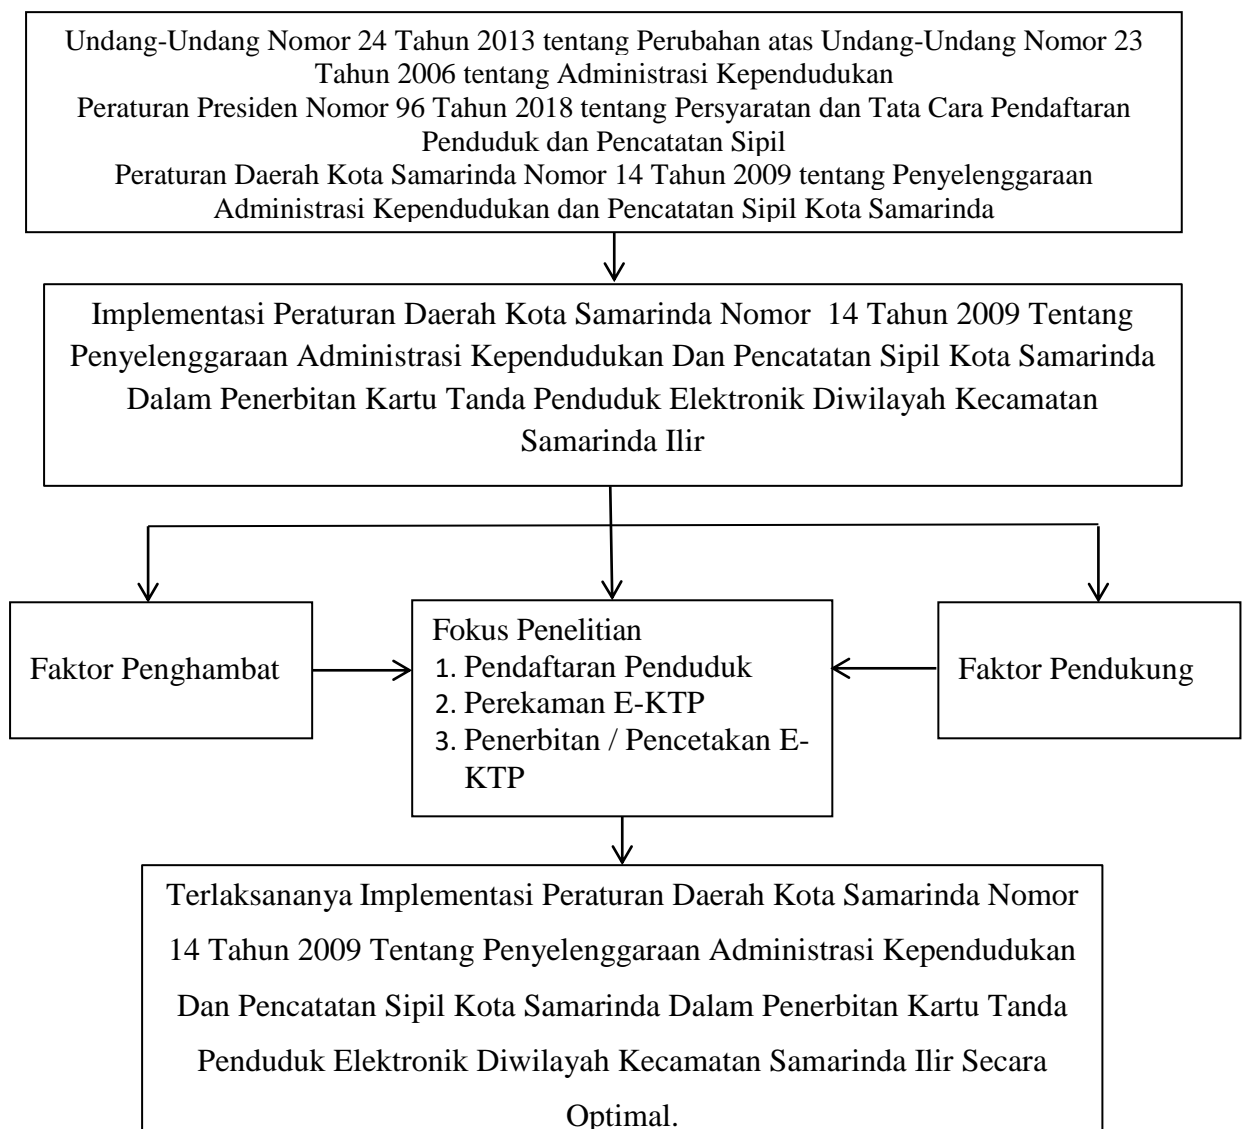 Undang-Undang Nomor 24 Tahun 2013 tentang Perubahan atas Undang-Undang Nomor 23
Tahun 2006 tentang Administrasi Kependudukan
Peraturan Presiden Nomor 96 Tahun 2018 tentang Persyaratan dan Tata Cara Pendaftaran
Penduduk dan Pencatatan Sipil
Peraturan Daerah Kota Samarinda Nomor 14 Tahun 2009 tentang Penyelenggaraan
Administrasi Kependudukan dan Pencatatan Sipil Kota Samarinda
Implementasi Peraturan Daerah Kota Samarinda Nomor  14 Tahun 2009 Tentang
Penyelenggaraan Administrasi Kependudukan Dan Pencatatan Sipil Kota Samarinda
Dalam Penerbitan Kartu Tanda Penduduk Elektronik Diwilayah Kecamatan
Samarinda Ilir
Faktor Penghambat
Fokus Penelitian
1. Pendaftaran Penduduk
2. Perekaman E-KTP
3. Penerbitan / Pencetakan E-
KTP
Faktor Pendukung
Terlaksananya Implementasi Peraturan Daerah Kota Samarinda Nomor
14 Tahun 2009 Tentang Penyelenggaraan Administrasi Kependudukan
Dan Pencatatan Sipil Kota Samarinda Dalam Penerbitan Kartu Tanda
Penduduk Elektronik Diwilayah Kecamatan Samarinda Ilir Secara
Optimal.